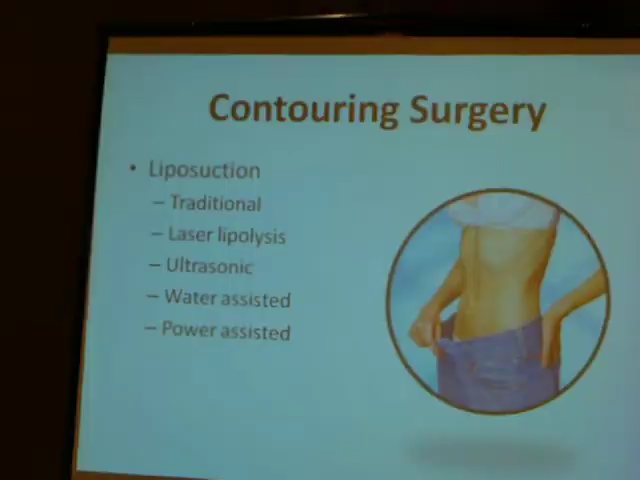 Contouring Surgery
• Liposuction
– Traditional
– Laser lipolysis
– Ultrasonic
– Water assisted
– Power assisted